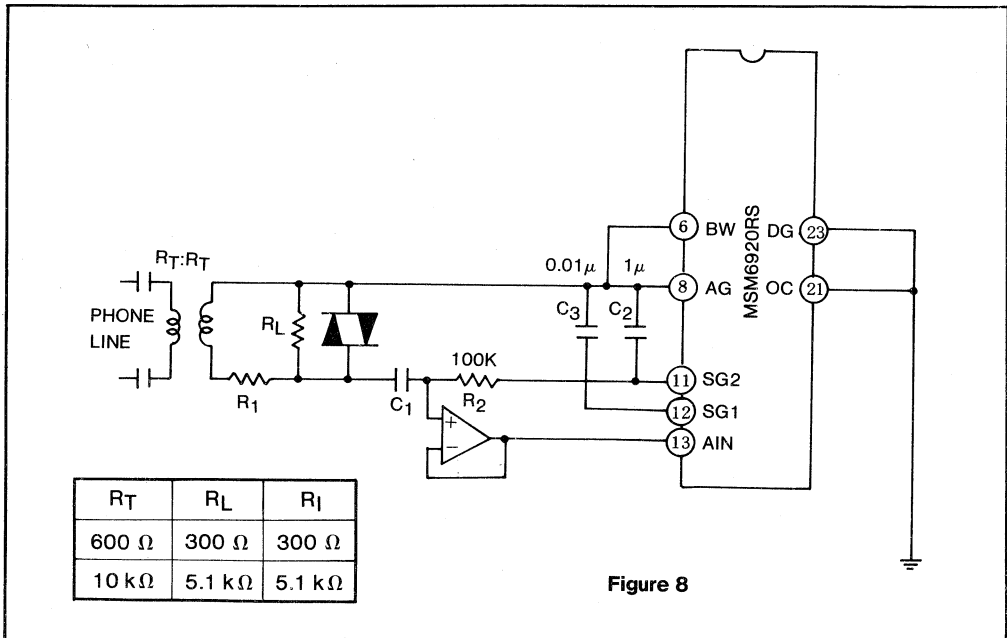 RT:RT
PHONE
LINE
RL
R1
C1
100K
R2
0.01μ
1μ
C3
C2
6
BW
8
AG
11
SG2
12
SG1
13
AIN
MSM6920RS
DG
23
OC
21
+
−
RT RL RI
600 Ω 300 Ω 300 Ω
10 kΩ 5.1 kΩ 5.1 kΩ
Figure 8